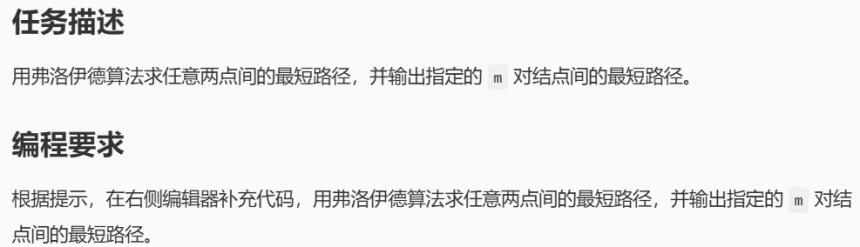 任务描述
用弗洛伊德算法求任意两点间的最短路径，并输出指定的 m 对结点间的最短路径。
编程要求
根据提示，在右侧编辑器补充代码，用弗洛伊德算法求任意两点间的最短路径，并输出指定的 m 对结
点间的最短路径。